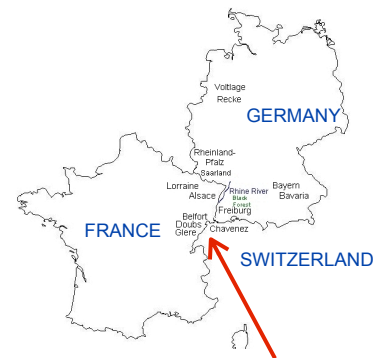 Voltlage
Recke
GERMANY
Rheinland-
Pfalz
Saarland
Lorraine
Alsace
Rhine River
Black
Forest
Bayern
Bavaria
Freiburg
Belfort
Doubs
Glere
Chavenez
FRANCE
SWITZERLAND